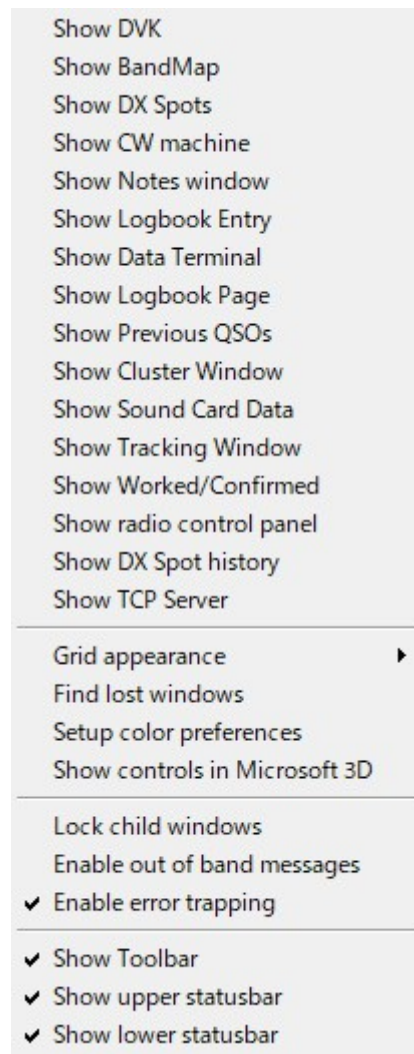 Show DVK
Show BandMap
Show DX Spots
Show CW machine
Show Notes window
Show Logbook Entry
Show Data Terminal
Show Logbook Page
Show Previous QSOs
Show Cluster Window
Show Sound Card Data
Show Tracking Window
Show Worked/Confirmed
Show radio control panel
Show DX Spot history
Show TCP Server
Grid appearance
Find lost windows
Setup color preferences
Show controls in Microsoft 3D
Lock child windows
Enable out of band messages
Enable error trapping
Show Toolbar
Show upper statusbar
Show lower statusbar